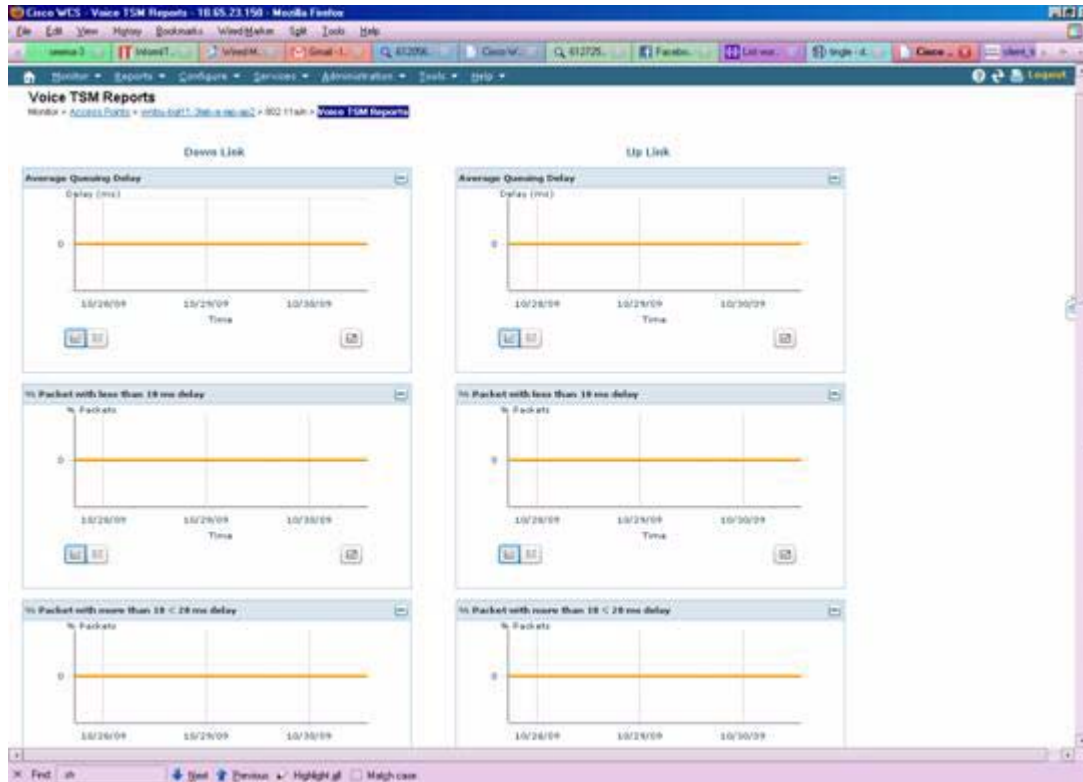 Cisco WCS - Voice TSM Reports - 10.65.23.150 - Mozilla Firefox
File Edit View History Bookmarks Split Tools Help
Monitor Reports Configure Services Administration Tools Help Logout
Voice TSM Reports
Monitor > Access Points > > 802.11a/n > Voice TSM Reports
Down Link Up Link
Average Queuing Delay Average Queuing Delay
Delay (ms) Delay (ms)
0 0
10/28/09 10/29/09 10/30/09 10/28/09 10/29/09 10/30/09
Time Time
% Packet with less than 10 ms delay % Packet with less than 10 ms delay
% Packets % Packets
0 0
10/28/09 10/29/09 10/30/09 10/28/09 10/29/09 10/30/09
Time Time
% Packet with more than 10 < 20 ms delay % Packet with more than 10 < 20 ms delay
% Packets % Packets
0 0
10/28/09 10/29/09 10/30/09 10/28/09 10/29/09 10/30/09
Find: Next Previous Highlight all Match case